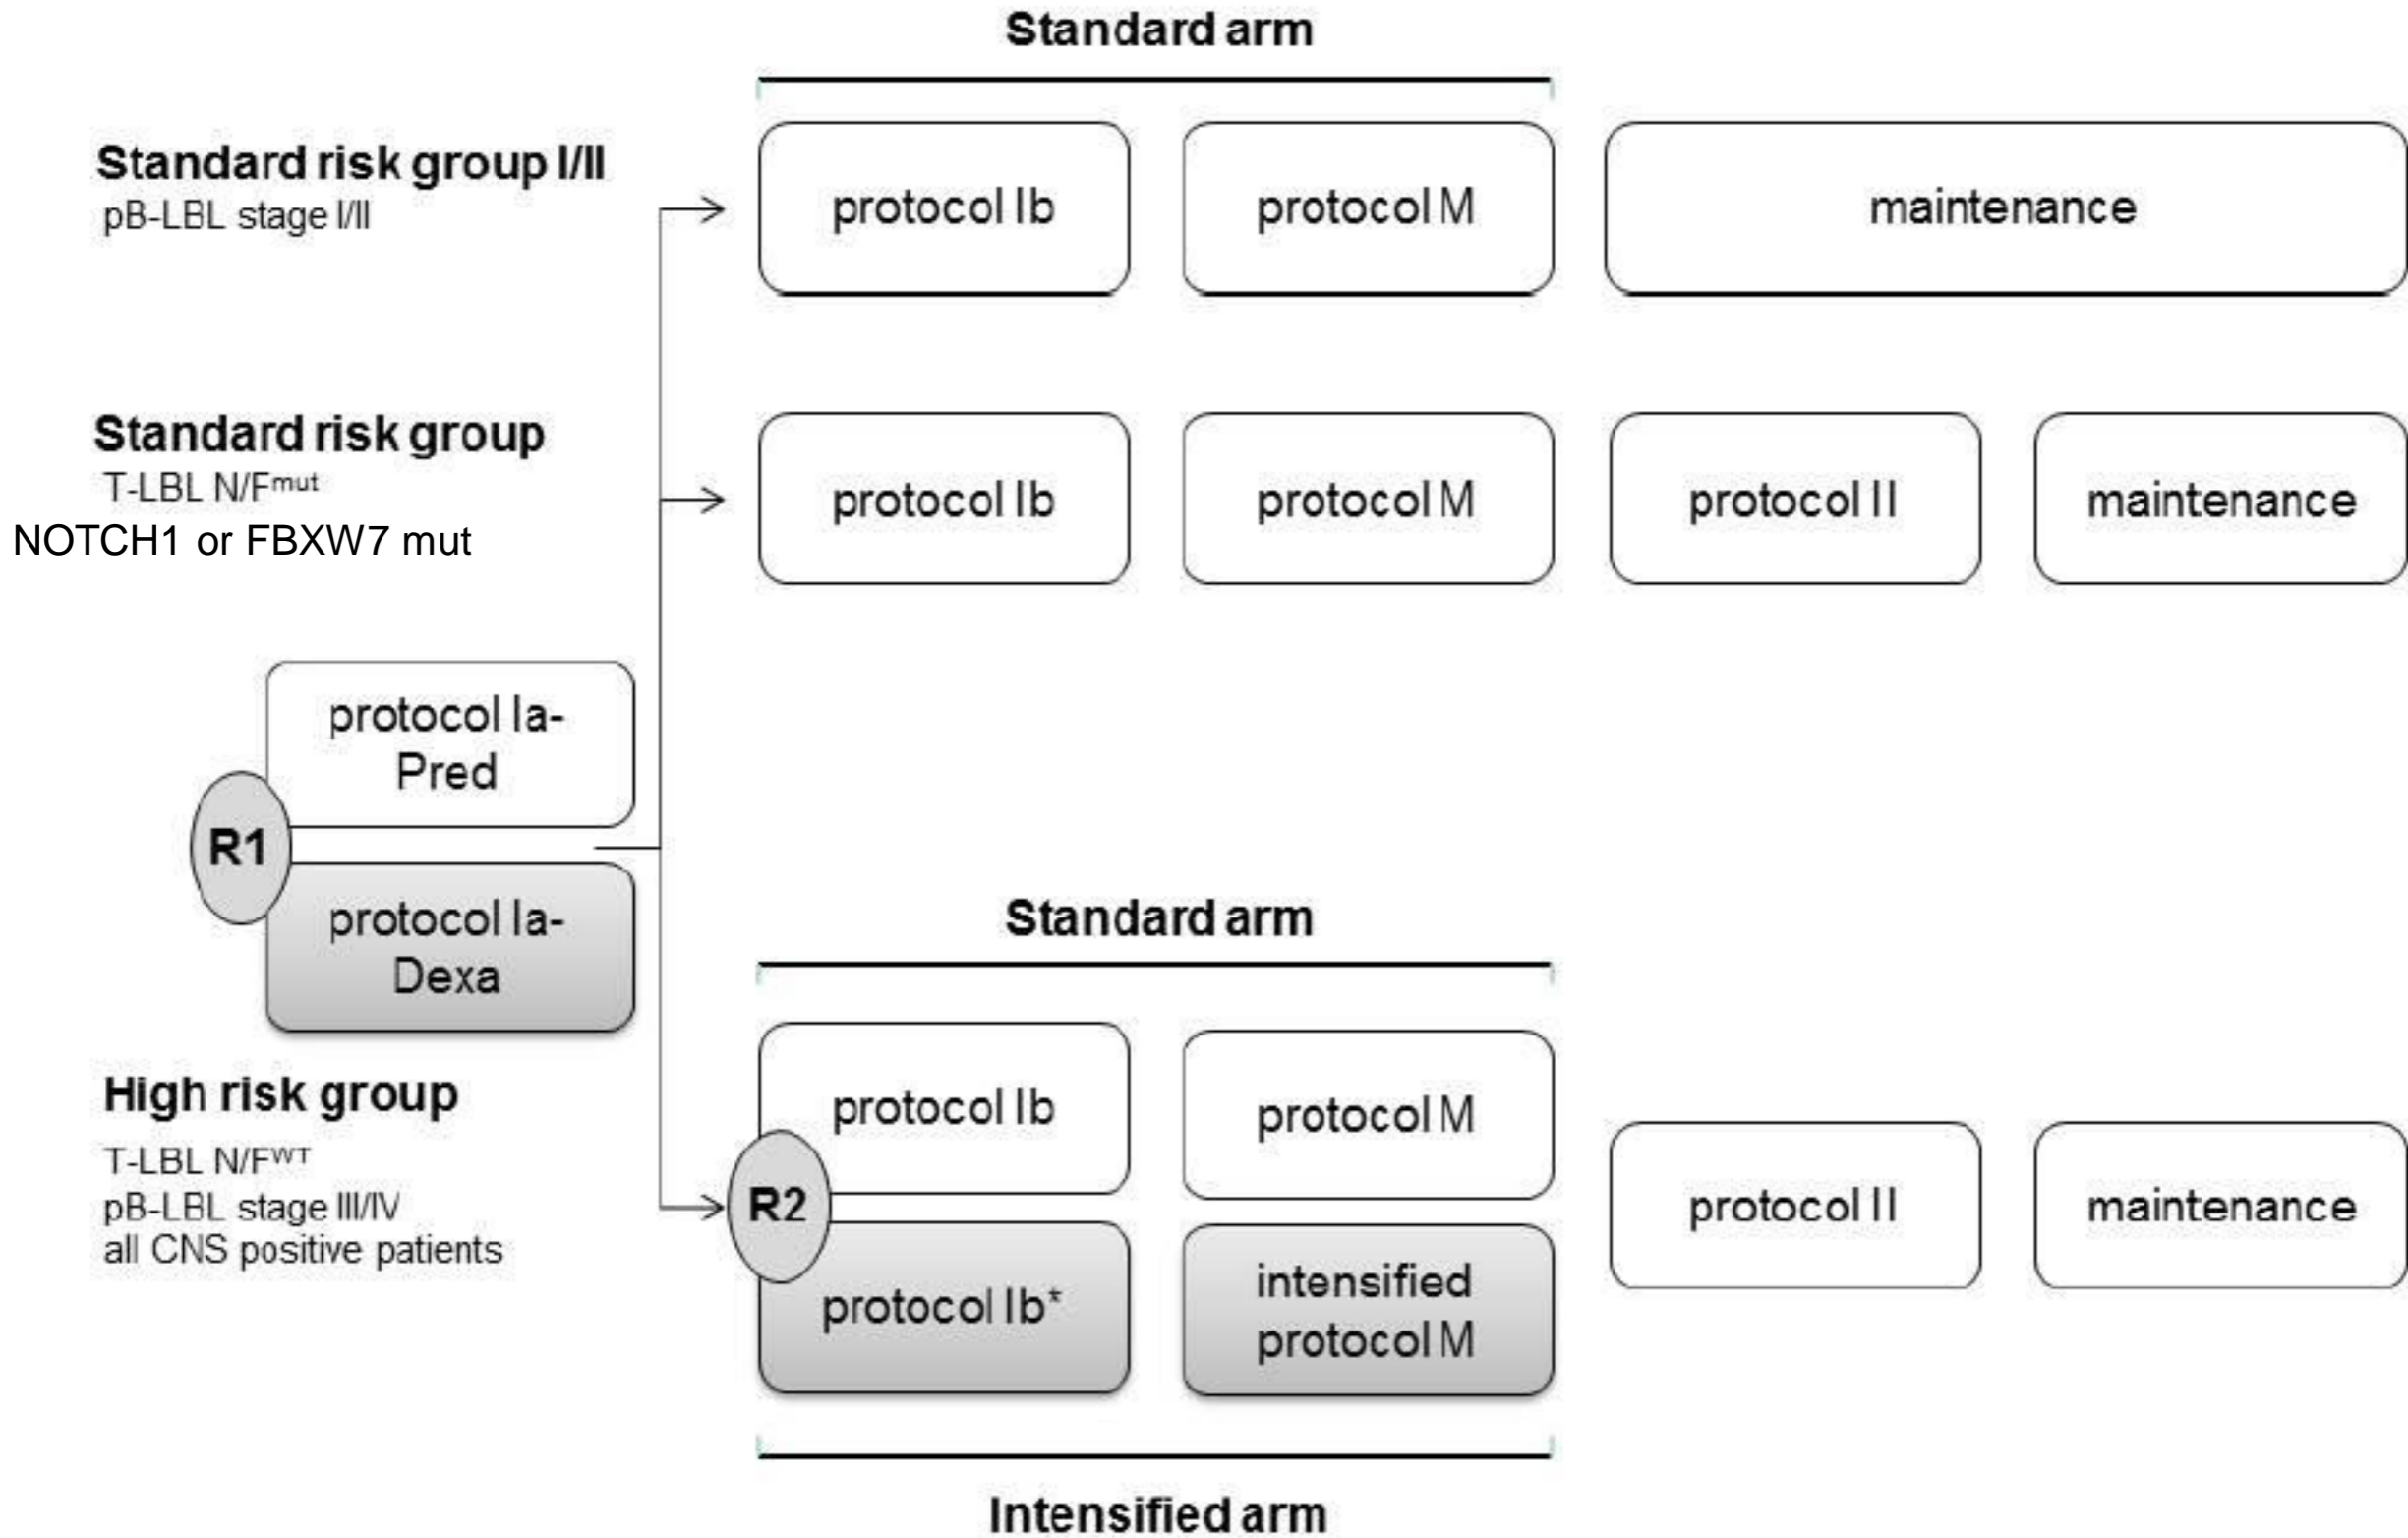 Standard arm
Standard risk group I/II
pB-LBL stage I/II
protocol Ib
protocol M
maintenance
Standard risk group
T-LBL N/Fmut
NOTCH1 or FBXW7 mut
protocol Ib
protocol M
protocol II
maintenance
R1
protocol Ia-
Pred
protocol Ia-
Dexa
Standard arm
High risk group
T-LBL N/FWT
pB-LBL stage III/IV
all CNS positive patients
R2
protocol Ib
protocol M
protocol Ib*
intensified
protocol M
protocol II
maintenance
Intensified arm